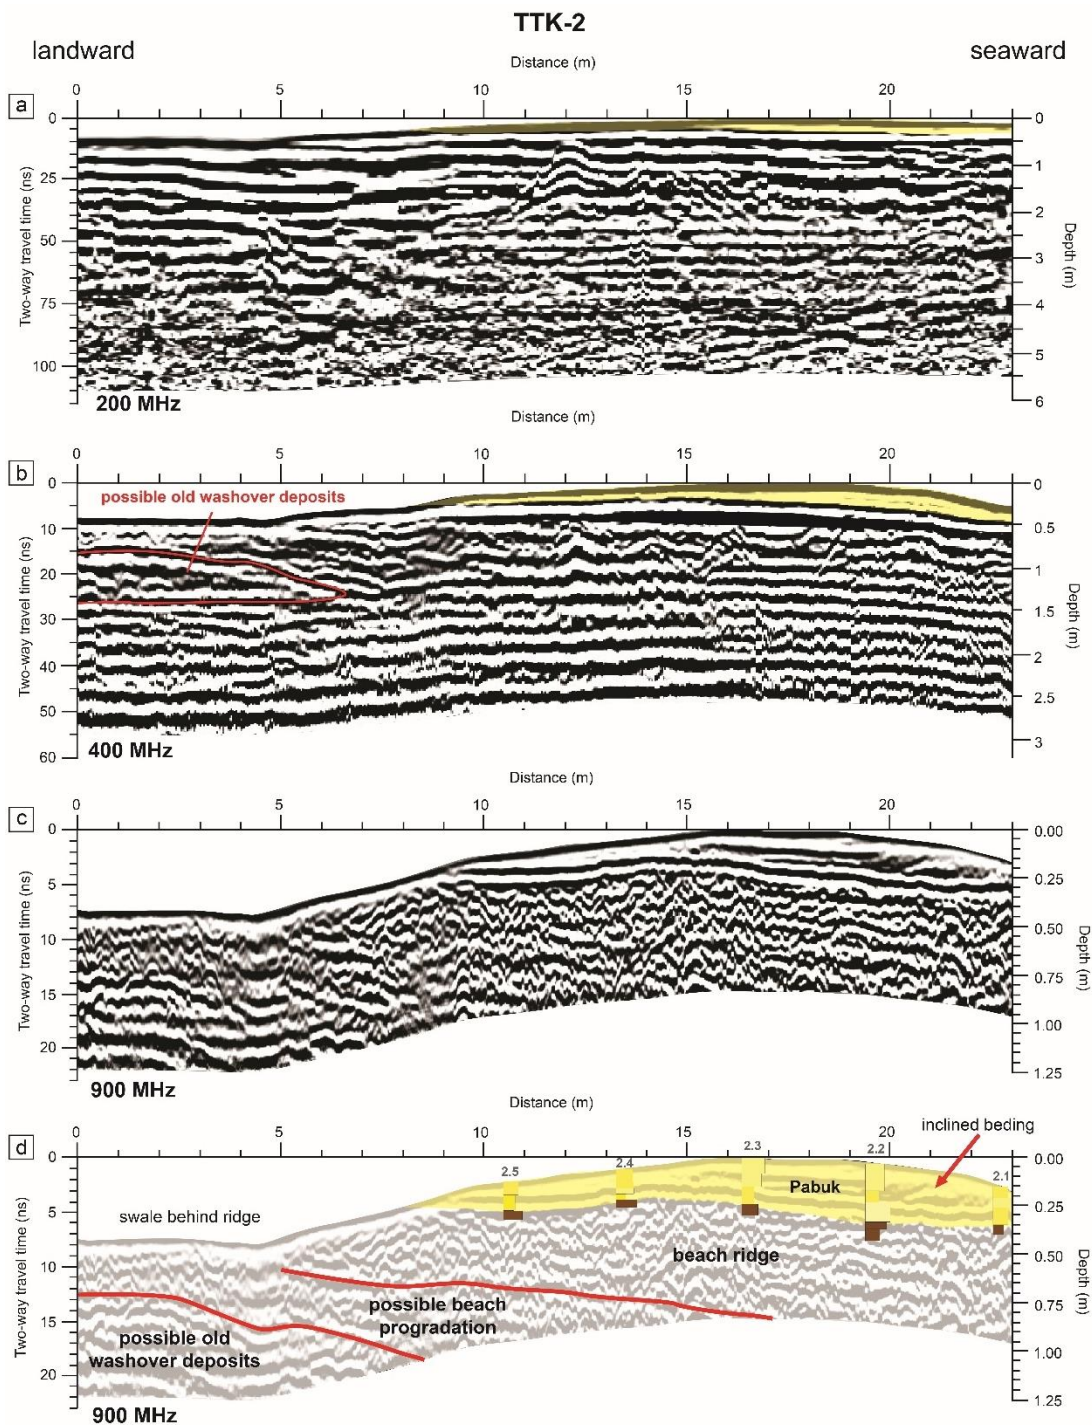 TTK-2
landward
seaward
Distance (m)
a
0 5 10 15 20
0
25
50
75
100
Two-way travel time (ns)
0
1
2
3
4
5
6
Depth (m)
200 MHz
Distance (m)
b
0 5 10 15 20
possible old washover deposits
0
10
20
30
40
50
60
Two-way travel time (ns)
0
0.5
1
1.5
2
2.5
3
Depth (m)
400 MHz
Distance (m)
c
0 5 10 15 20
0
5
10
15
20
Two-way travel time (ns)
0.00
0.25
0.50
0.75
1.00
1.25
Depth (m)
900 MHz
Distance (m)
d
0 5 10 15 20
inclined beding
0
5
10
15
20
Two-way travel time (ns)
2.5
2.4
2.3
2.2
2.1
Pabuk
swale behind ridge
beach ridge
possible beach
progradation
possible old
washover deposits
0.00
0.25
0.50
0.75
1.00
1.25
Depth (m)
900 MHz